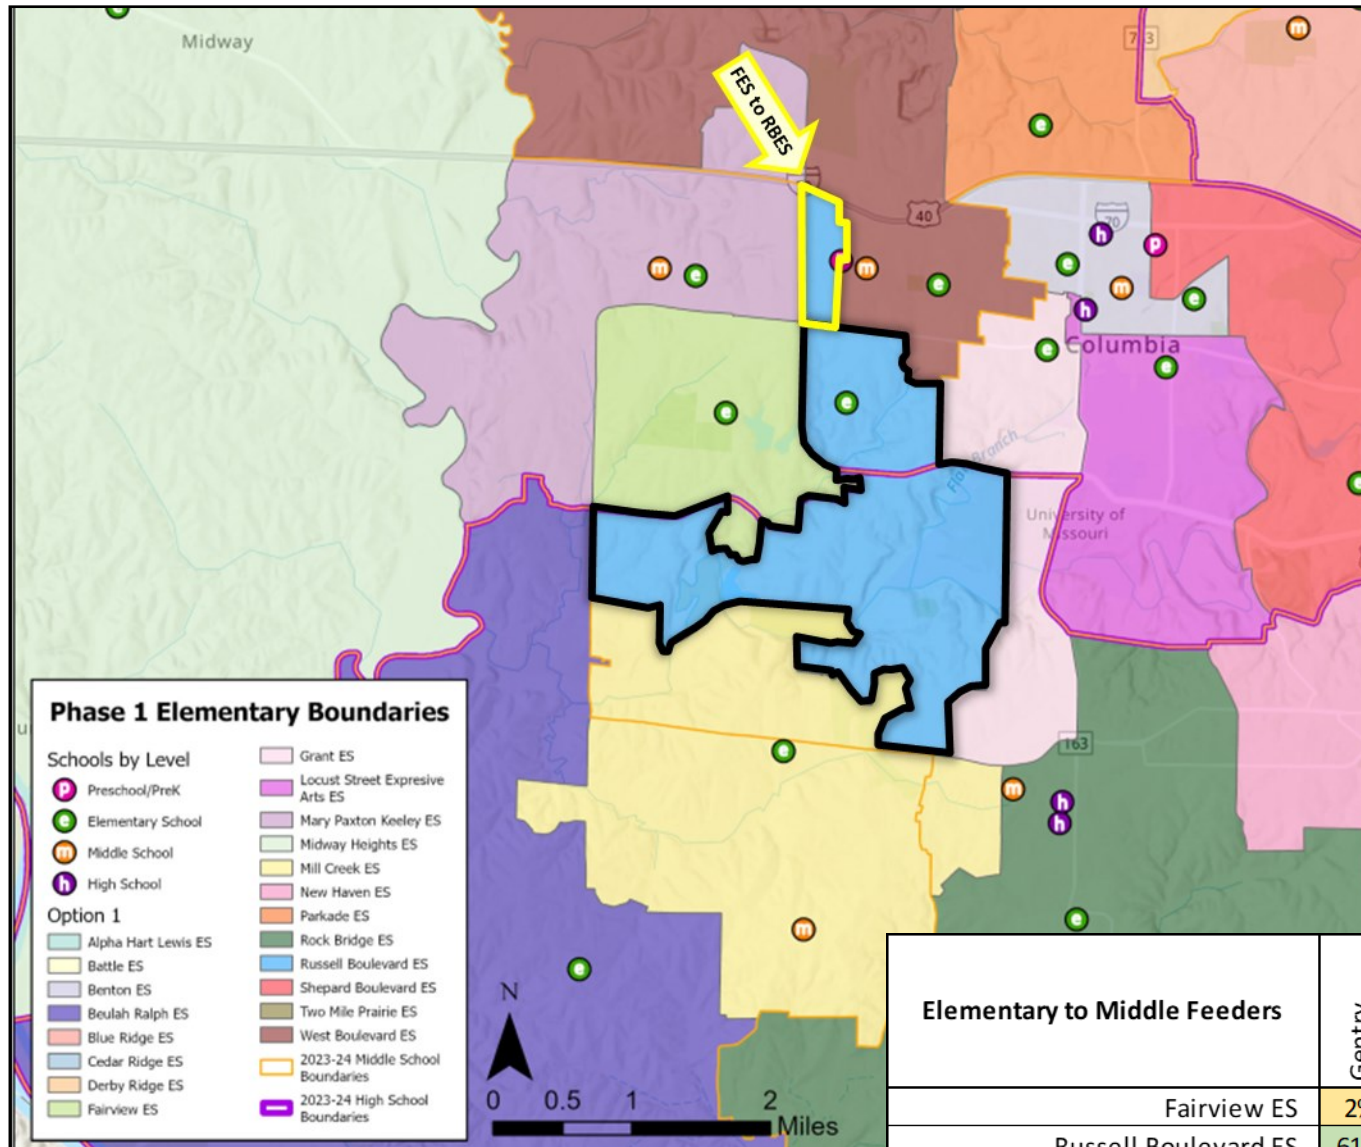 Midway
763
FES to RBES
40
70
Columbia
Flat Branch
University of
Missouri
163
Phase 1 Elementary Boundaries
Schools by Level
p Preschool/PreK
e Elementary School
m Middle School
h High School
Option 1
Alpha Hart Lewis ES
Battle ES
Benton ES
Beulah Ralph ES
Blue Ridge ES
Cedar Ridge ES
Derby Ridge ES
Fairview ES
Grant ES
Locust Street Expresive
Arts ES
Mary Paxton Keeley ES
Midway Heights ES
Mill Creek ES
New Haven ES
Parkade ES
Rock Bridge ES
Russell Boulevard ES
Shepard Boulevard ES
Two Mile Prairie ES
West Boulevard ES
2023-24 Middle School
Boundaries
2023-24 High School
Boundaries
N
0 0.5 1 2
Miles
Elementary to Middle Feeders
Gentry
Fairview ES
Russell Boulevard ES